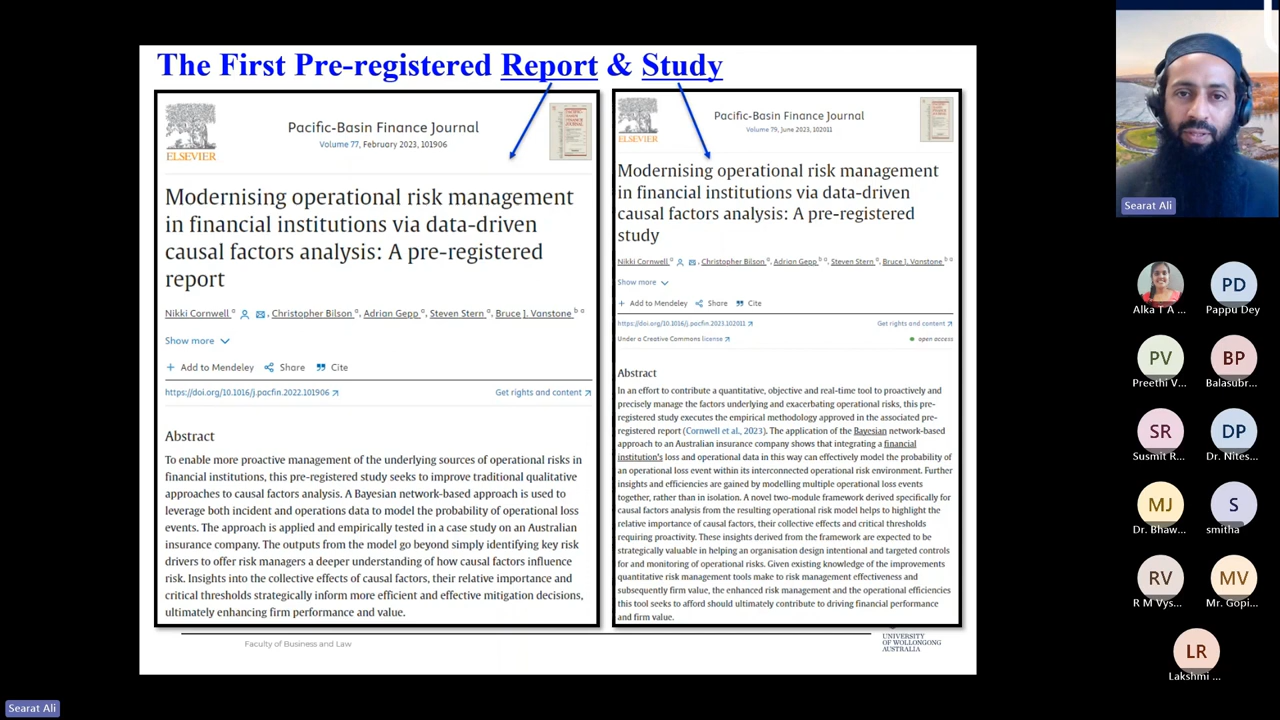 The First Pre-registered Report & Study
ELSEVIER
Pacific-Basin Finance Journal
Volume 77, February 2023, 101906
Modernising operational risk management
in financial institutions via data-driven
causal factors analysis: A pre-registered
report
Nikki Cornwell a, Christopher Bilson a, Adrian Gepp b a, Steven Stern a, Bruce J. Vanstone b a
Show more
Add to Mendeley Share Cite
https://doi.org/10.1016/j.pacfin.2022.101906 Get rights and content
Abstract
To enable more proactive management of the underlying sources of operational risks in
financial institutions, this pre-registered study seeks to improve traditional qualitative
approaches to causal factors analysis. A Bayesian network-based approach is used to
leverage both incident and operations data to model the probability of operational loss
events. The approach is applied and empirically tested in a case study on an Australian
insurance company. The outputs from the model go beyond simply identifying key risk
drivers to offer risk managers a deeper understanding of how causal factors influence
risk. Insights into the collective effects of causal factors, their relative importance and
critical thresholds strategically inform more efficient and effective mitigation decisions,
ultimately enhancing firm performance and value.
ELSEVIER
Pacific-Basin Finance Journal
Volume 79, June 2023, 102011
Modernising operational risk management
in financial institutions via data-driven
causal factors analysis: A pre-registered
study
Nikki Cornwell a, Christopher Bilson a, Adrian Gepp b a, Steven Stern a, Bruce J. Vanstone b a
Show more
Add to Mendeley Share Cite
https://doi.org/10.1016/j.pacfin.2023.102011 Get rights and content
Under a Creative Commons license open access
Abstract
In an effort to contribute a quantitative, objective and real-time tool to proactively and
precisely manage the factors underlying and exacerbating operational risks, this pre-
registered study executes the empirical methodology approved in the associated pre-
registered report (Cornwell et al., 2023). The application of the Bayesian network-based
approach to an Australian insurance company shows that integrating a financial
institution's loss and operational data in this way can effectively model the probability of
an operational loss event within its interconnected operational risk environment. Further
insights and efficiencies are gained by modelling multiple operational loss events
together, rather than in isolation. A novel two-module framework derived specifically for
causal factors analysis from the resulting operational risk model helps to highlight the
relative importance of causal factors, their collective effects and critical thresholds
requiring proactivity. These insights derived from the framework are expected to be
strategically valuable in helping an organisation design intentional and targeted controls
for and monitoring of operational risks. Given existing knowledge of the improvements
quantitative risk management tools make to risk management effectiveness and
subsequently firm value, the enhanced risk management and the operational efficiencies
this tool seeks to afford should ultimately contribute to driving financial performance
and firm value.
Faculty of Business and Law
UNIVERSITY
OF WOLLONGONG
AUSTRALIA
Searat Ali
Alka T A ...
PD
Pappu Dey
PV
Preethi V...
BP
Balasubr...
SR
Susmit R...
DP
Dr. Nites...
MJ
Dr. Bhaw...
S
smitha
RV
R M Vys...
MV
Mr. Gopi...
LR
Lakshmi ...
Searat Ali